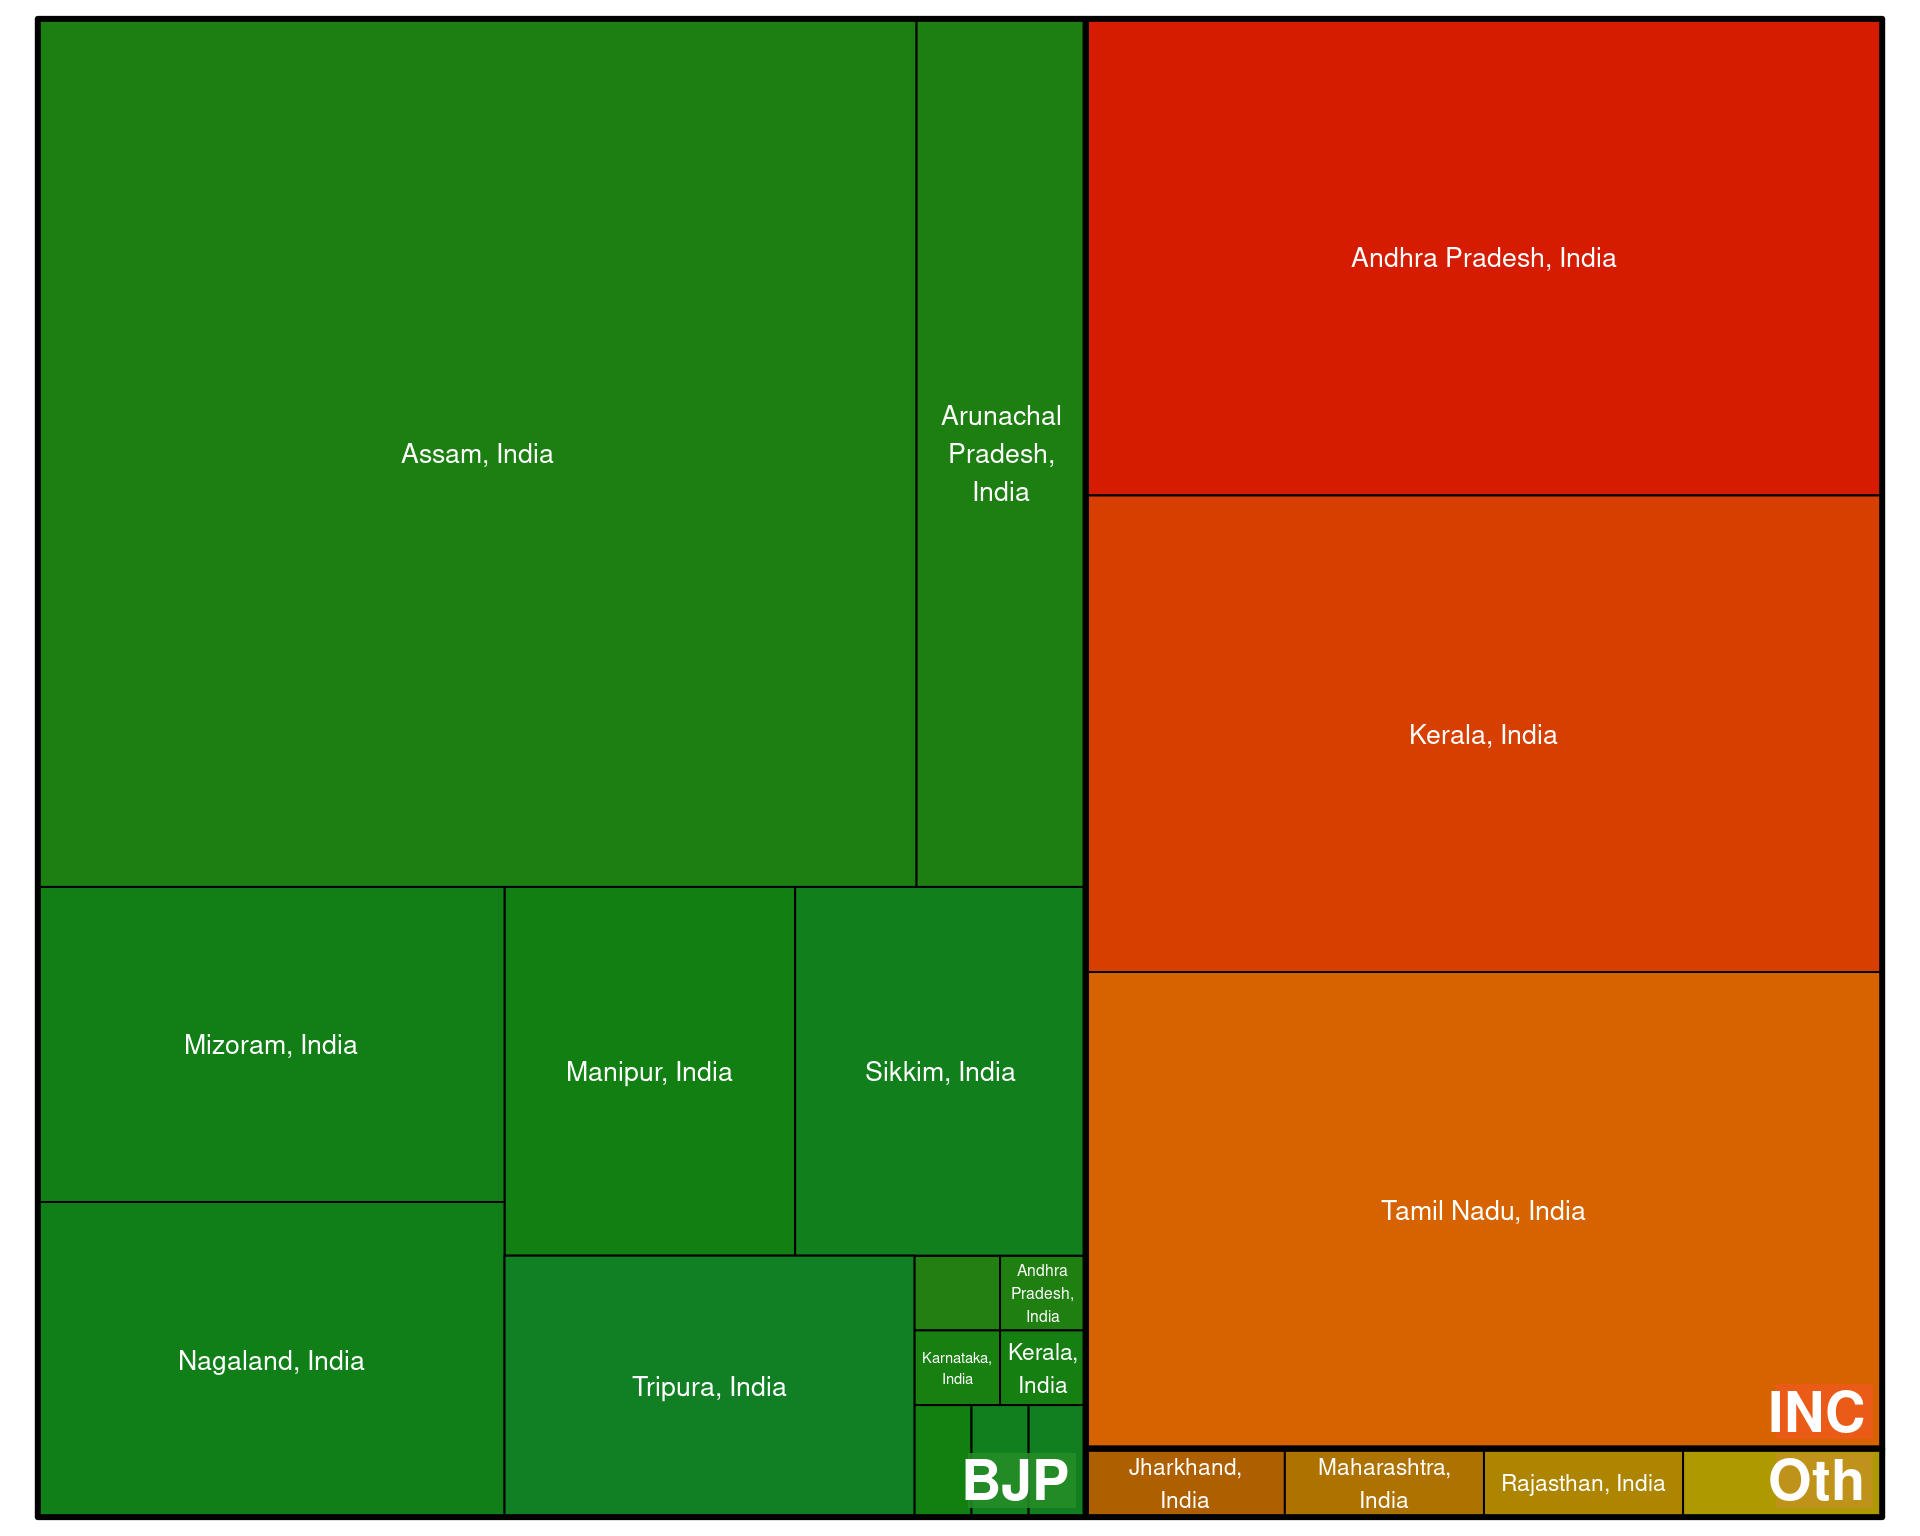 Assam, India
Arunachal
Pradesh,
India
Mizoram, India
Manipur, India
Sikkim, India
Nagaland, India
Tripura, India
Andhra
Pradesh,
India
Karnataka,
India
Kerala,
India
BJP
Andhra Pradesh, India
Kerala, India
Tamil Nadu, India
INC
Jharkhand,
India
Maharashtra,
India
Rajasthan, India
Oth